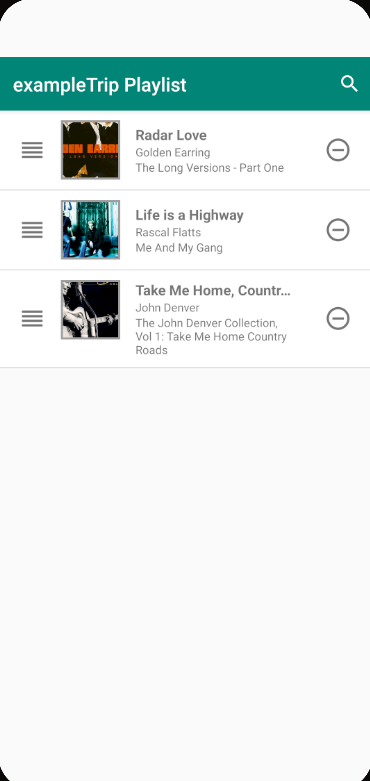 exampleTrip Playlist
Radar Love
Golden Earring
The Long Versions - Part One
Life is a Highway
Rascal Flatts
Me And My Gang
Take Me Home, Countr...
John Denver
The John Denver Collection,
Vol 1: Take Me Home Country
Roads